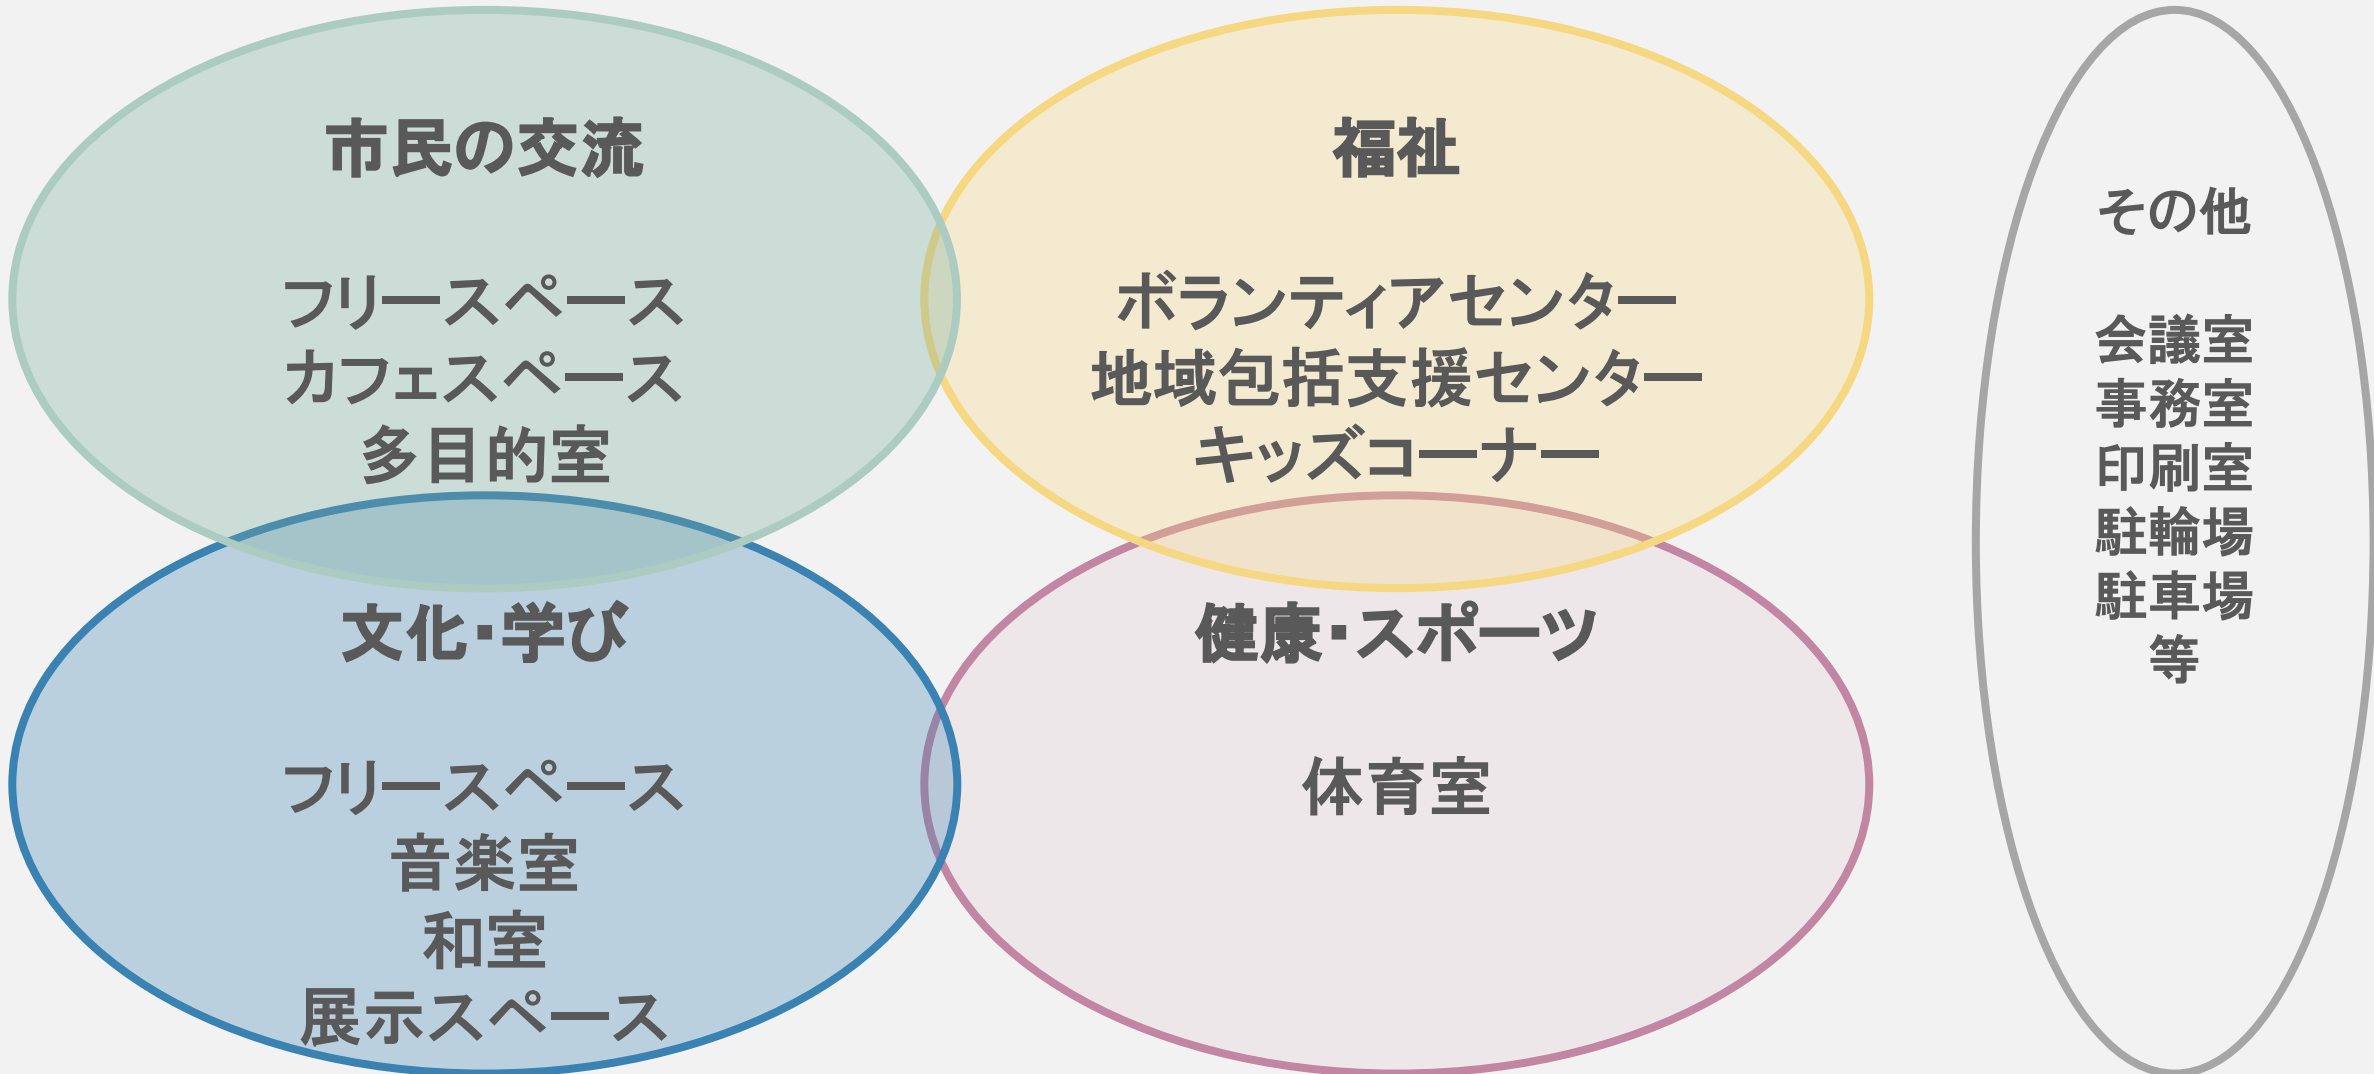 市民の交流
フリースペース
カフェスペース
多目的室
福祉
ボランティアセンター
地域包括支援センター
キッズコーナー
文化・学び
フリースペース
音楽室
和室
展示スペース
健康・スポーツ
体育室
その他
会議室
事務室
印刷室
駐輪場
駐車場
等